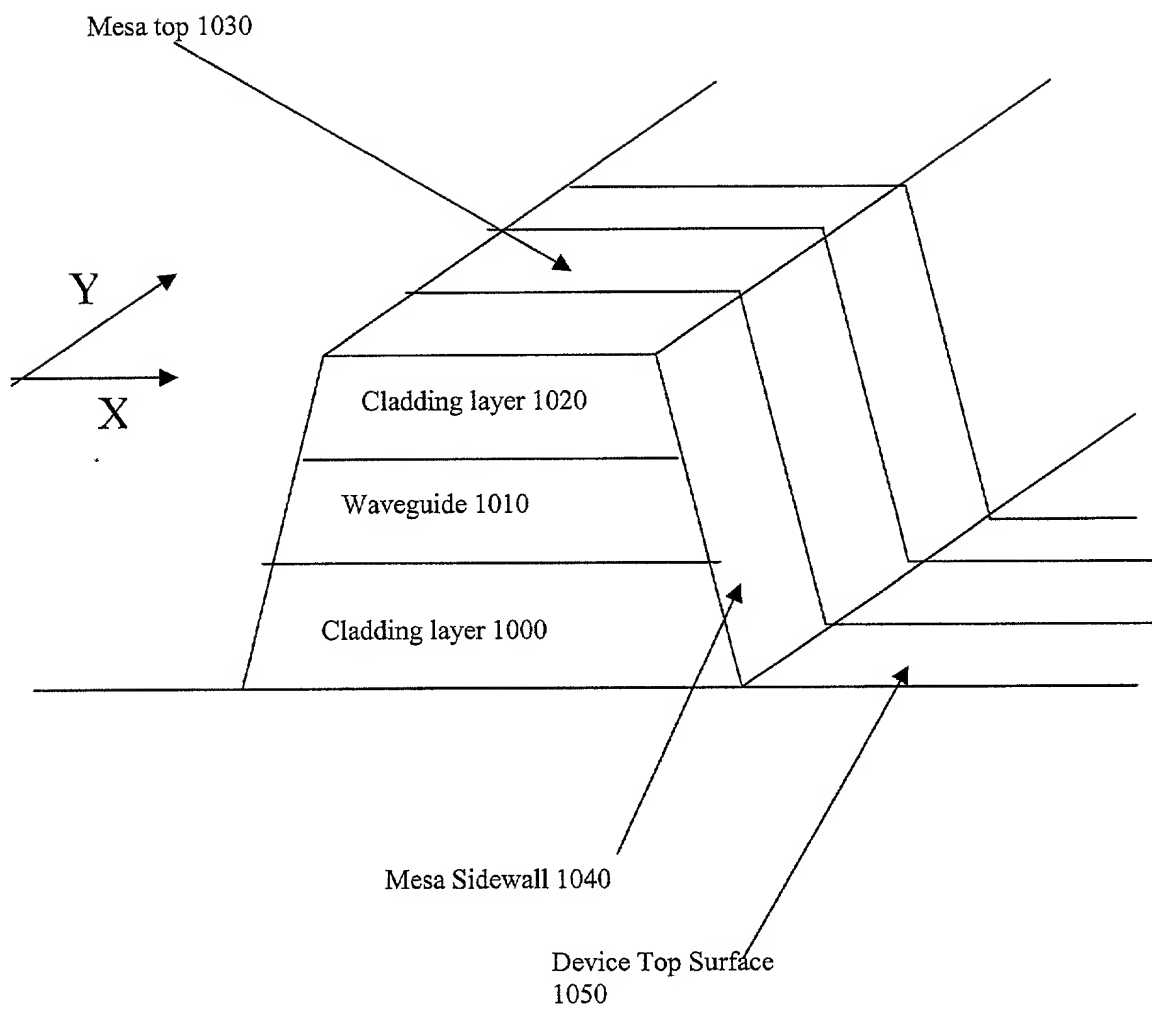 Mesa top 1030
Y
X
Cladding layer 1020
Waveguide 1010
Cladding layer 1000
Mesa Sidewall 1040
Device Top Surface
1050